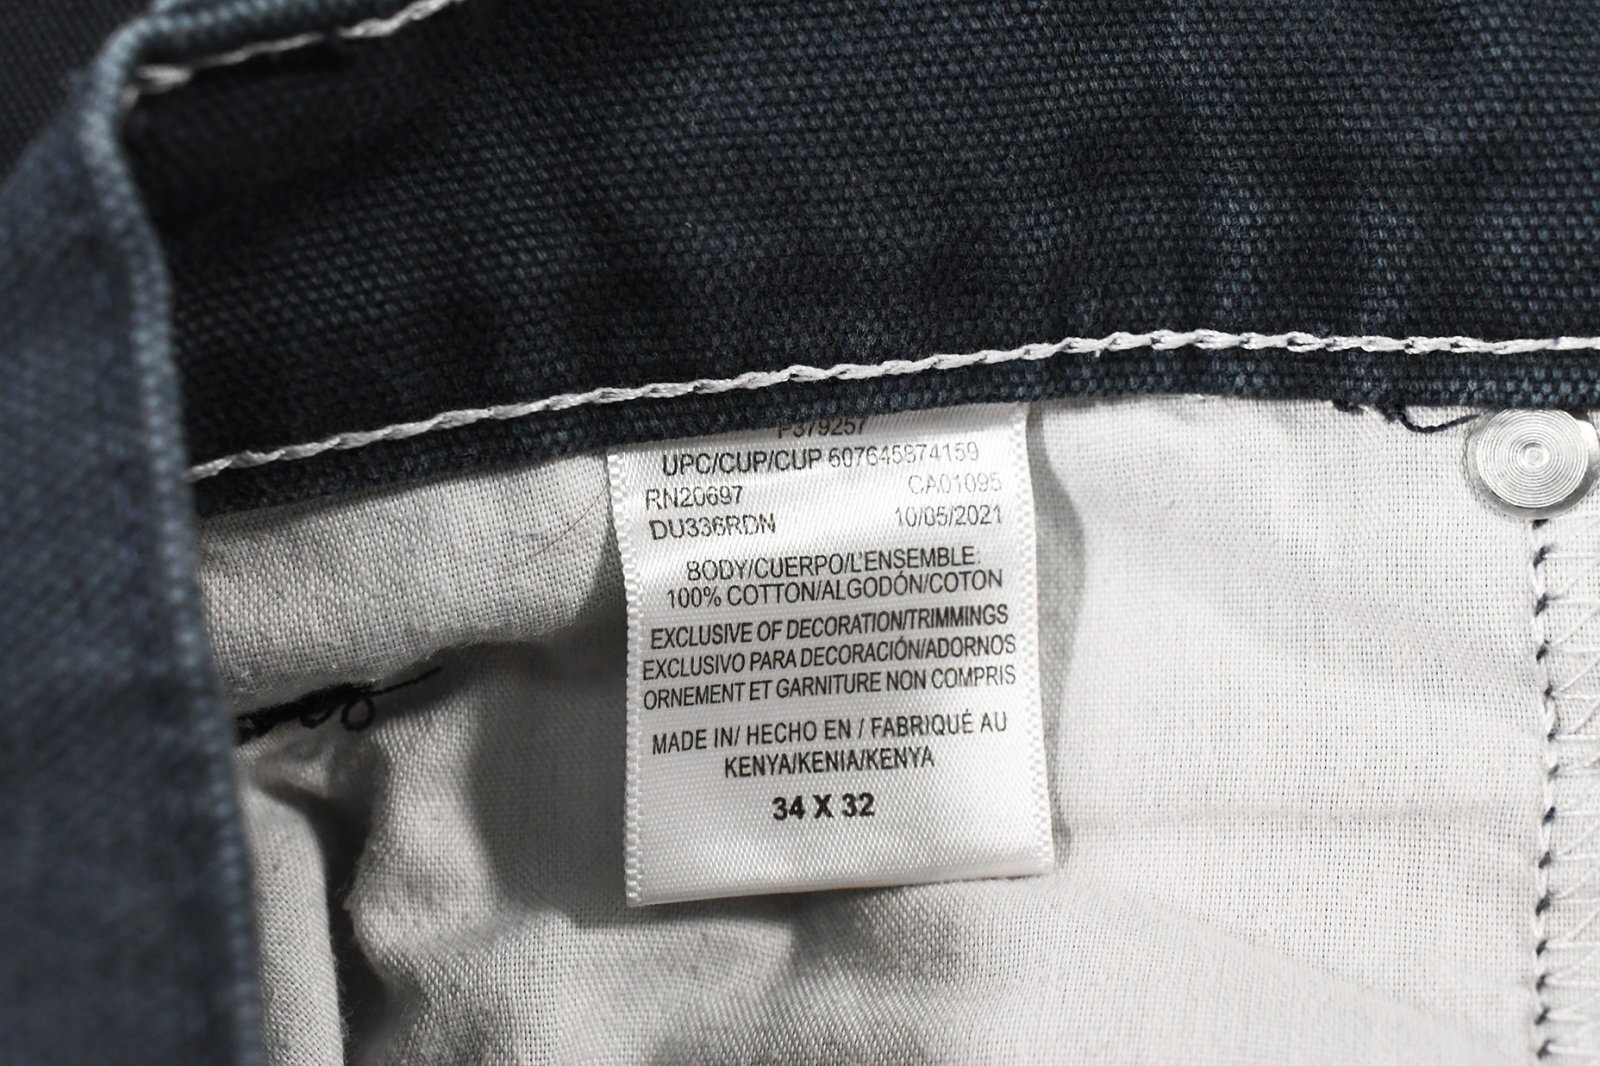 P379257
UPC/CUP/CUP 607645874159
RN20697 CA01095
DU336RDN 10/05/2021
BODY/CUERPO/L'ENSEMBLE
100% COTTON/ALGODÓN/COTON
EXCLUSIVE OF DECORATION/TRIMMINGS
EXCLUSIVO PARA DECORACIÓN/ADORNOS
ORNEMENT ET GARNITURE NON COMPRIS
MADE IN/ HECHO EN / FABRIQUÉ AU
KENYA/KENIA/KENYA
34 X 32